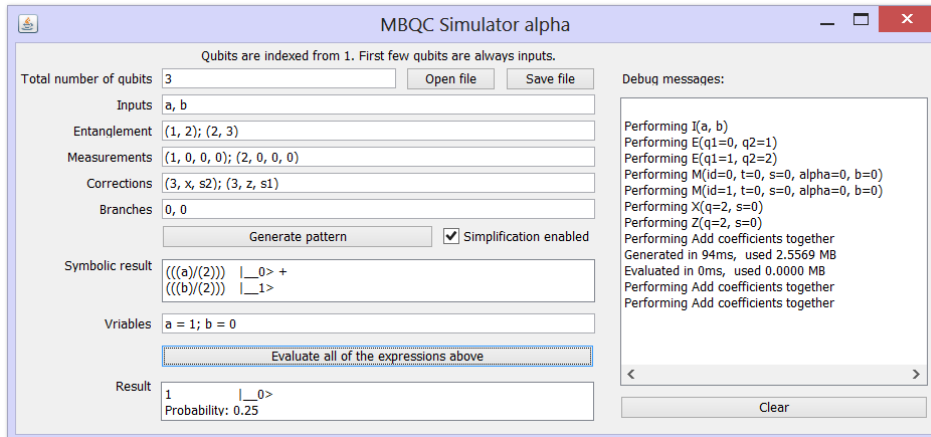 MBQC Simulator alpha
Qubits are indexed from 1. First few qubits are always inputs.
Total number of qubits 3 Open file Save file
Inputs a, b
Entanglement (1, 2); (2, 3)
Measurements (1, 0, 0, 0); (2, 0, 0, 0)
Corrections (3, x, s2); (3, z, s1)
Branches 0, 0
Generate pattern Simplification enabled
Symbolic result (((a)/(2))) |__0> +
(((b)/(2))) |__1>
Vriables a = 1; b = 0
Evaluate all of the expressions above
Result 1 |__0>
Probability: 0.25
Debug messages:
Performing I(a, b)
Performing E(q1=0, q2=1)
Performing E(q1=1, q2=2)
Performing M(id=0, t=0, s=0, alpha=0, b=0)
Performing M(id=1, t=0, s=0, alpha=0, b=0)
Performing X(q=2, s=0)
Performing Z(q=2, s=0)
Performing Add coefficients together
Generated in 94ms, used 2.5569 MB
Evaluated in 0ms, used 0.0000 MB
Performing Add coefficients together
Performing Add coefficients together
Clear